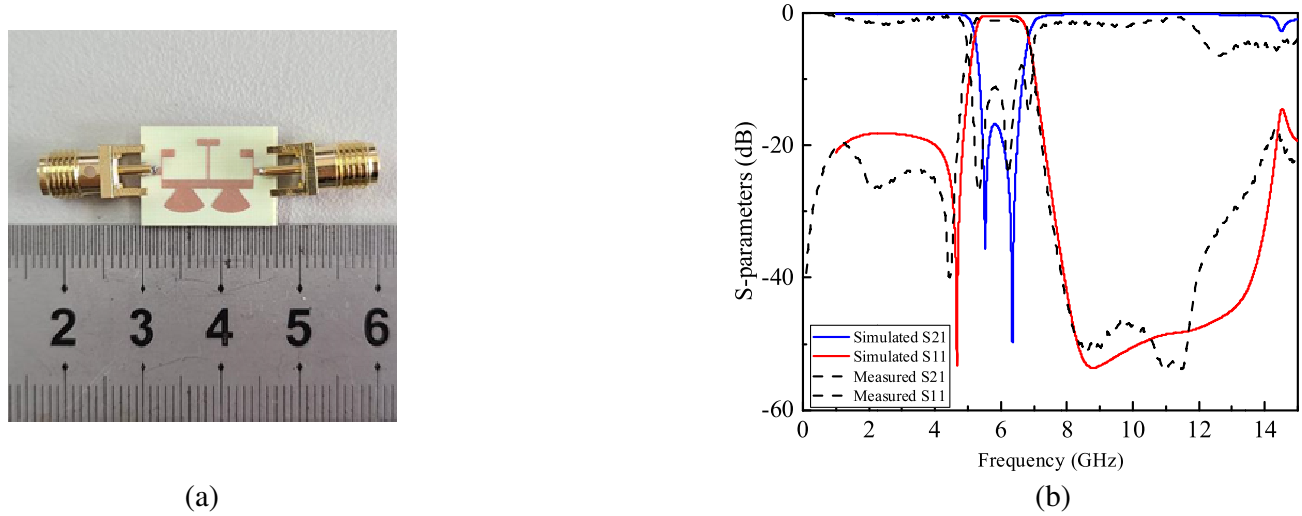 2 3 4 5 6
(a)
0
-20
-40
-60
S-parameters (dB)
Simulated S21
Simulated S11
Measured S21
Measured S11
0 2 4 6 8 10 12 14
Frequency (GHz)
(b)